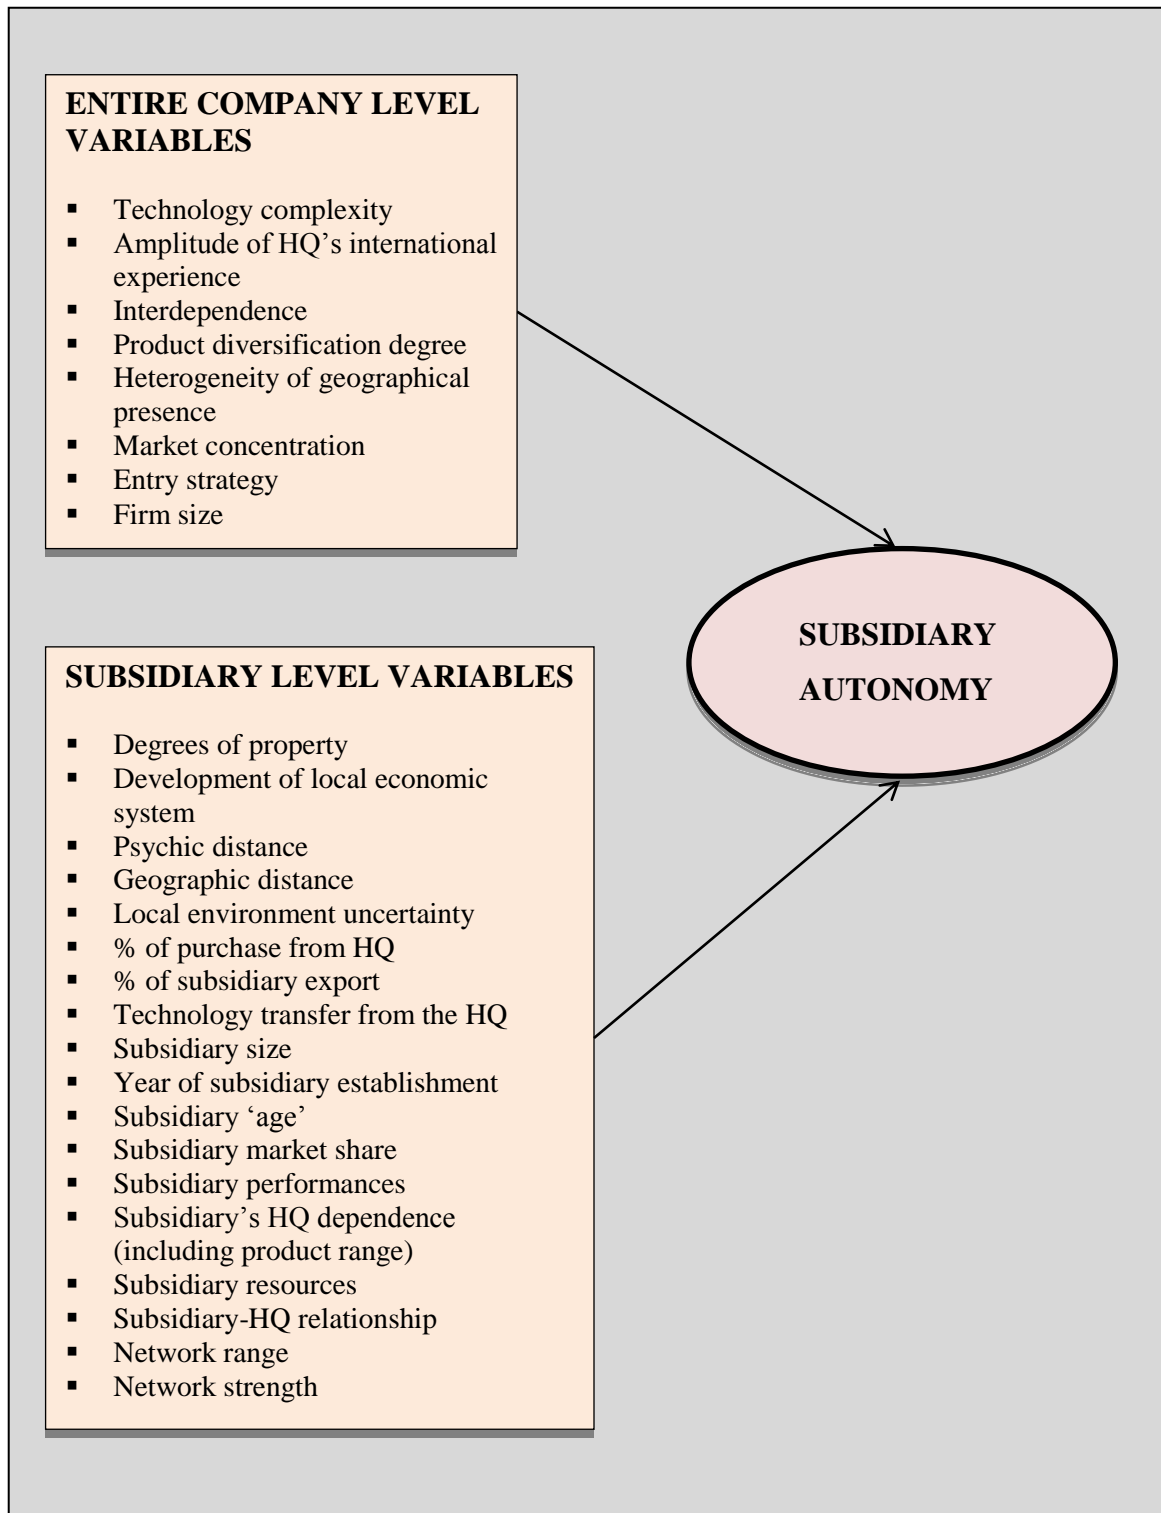 ENTIRE COMPANY LEVEL
VARIABLES
▪ Technology complexity
▪ Amplitude of HQ’s international
experience
▪ Interdependence
▪ Product diversification degree
▪ Heterogeneity of geographical
presence
▪ Market concentration
▪ Entry strategy
▪ Firm size
SUBSIDIARY
AUTONOMY
SUBSIDIARY LEVEL VARIABLES
▪ Degrees of property
▪ Development of local economic
system
▪ Psychic distance
▪ Geographic distance
▪ Local environment uncertainty
▪ % of purchase from HQ
▪ % of subsidiary export
▪ Technology transfer from the HQ
▪ Subsidiary size
▪ Year of subsidiary establishment
▪ Subsidiary ‘age’
▪ Subsidiary market share
▪ Subsidiary performances
▪ Subsidiary’s HQ dependence
(including product range)
▪ Subsidiary resources
▪ Subsidiary-HQ relationship
▪ Network range
▪ Network strength